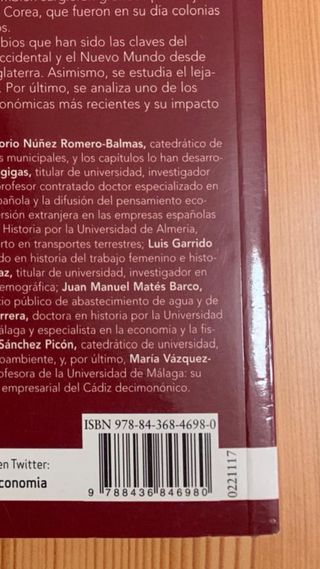 Corea, que fueron en su día colonias
os.
bios que han sido las claves del
ccidental y el Nuevo Mundo desde
glaterra. Asimismo, se estudia el leja-
. Por último, se analiza uno de los
onómicas más recientes y su impacto
orio Núñez Romero-Balmas, catedrático de
s municipales, y los capítulos lo han desarro-
gigas, titular de universidad, investigador
profesor contratado doctor especializado en
pañola y la difusión del pensamiento eco-
ersión extranjera en las empresas españolas
Historia por la Universidad de Almería,
rto en transportes terrestres; Luis Garrido
do en historia del trabajo femenino e histo-
az, titular de universidad, investigador en
emográfica; Juan Manuel Matés Barco,
cio público de abastecimiento de agua y de
rrera, doctora en historia por la Universidad
álaga y especialista en la economía y la fis-
Sánchez Picón, catedrático de universidad,
oambiente, y, por último, María Vázquez-
ofesora de la Universidad de Málaga: su
empresarial del Cádiz decimonónico.
ISBN 978-84-368-4698-0
en Twitter:
conomia
9 788436 846980
0221117